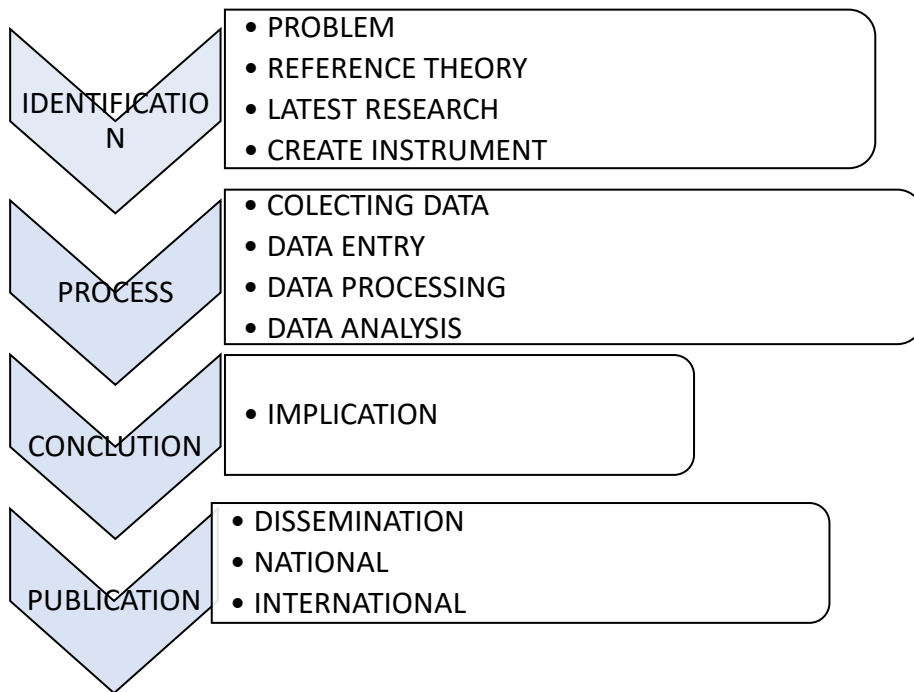 IDENTIFICATIO
N
• PROBLEM
• REFERENCE THEORY
• LATEST RESEARCH
• CREATE INSTRUMENT
PROCESS
• COLECTING DATA
• DATA ENTRY
• DATA PROCESSING
• DATA ANALYSIS
CONCLUTION
• IMPLICATION
PUBLICATION
• DISSEMINATION
• NATIONAL
• INTERNATIONAL